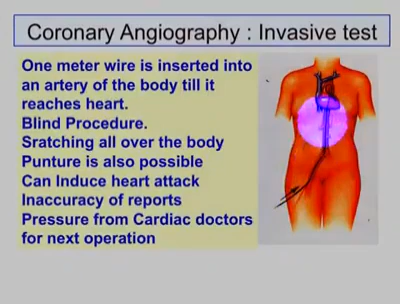 Coronary Angiography : Invasive test
One meter wire is inserted into
an artery of the body till it
reaches heart.
Blind Procedure.
Sratching all over the body
Punture is also possible
Can Induce heart attack
Inaccuracy of reports
Pressure from Cardiac doctors
for next operation